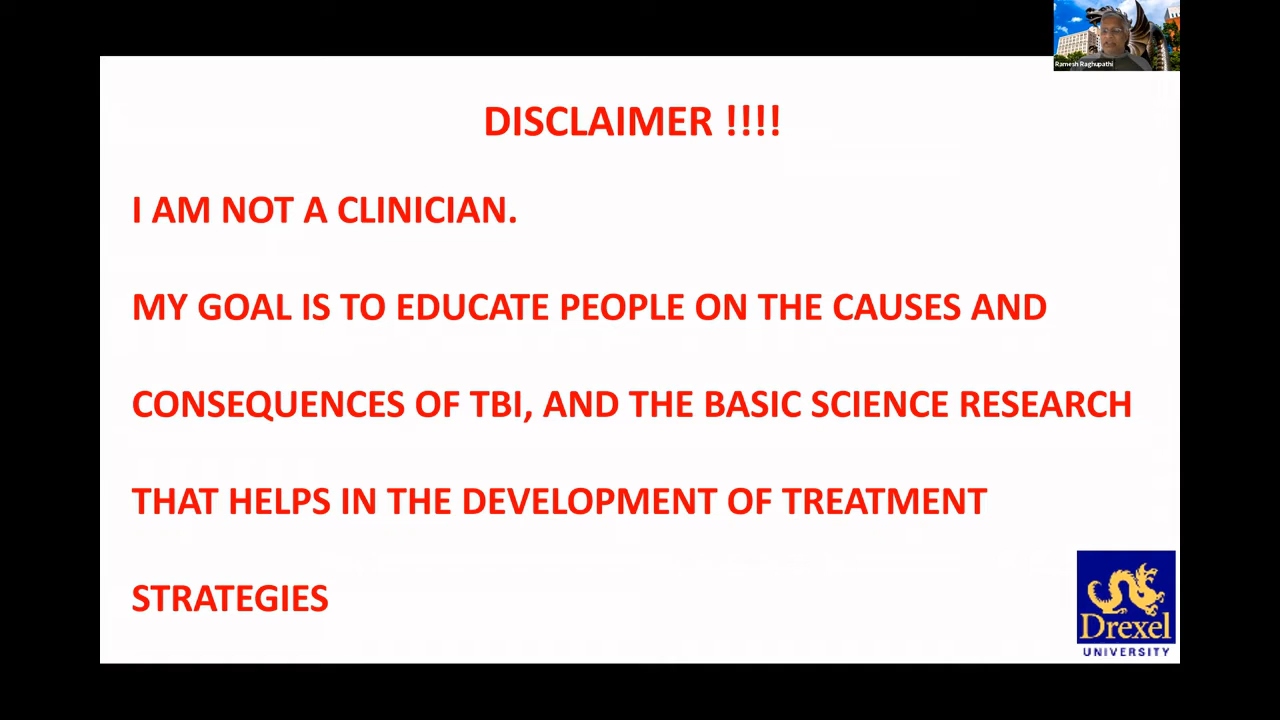 Ramesh Raghupathi
DISCLAIMER !!!!
I AM NOT A CLINICIAN.
MY GOAL IS TO EDUCATE PEOPLE ON THE CAUSES AND
CONSEQUENCES OF TBI, AND THE BASIC SCIENCE RESEARCH
THAT HELPS IN THE DEVELOPMENT OF TREATMENT
STRATEGIES
Drexel
UNIVERSITY